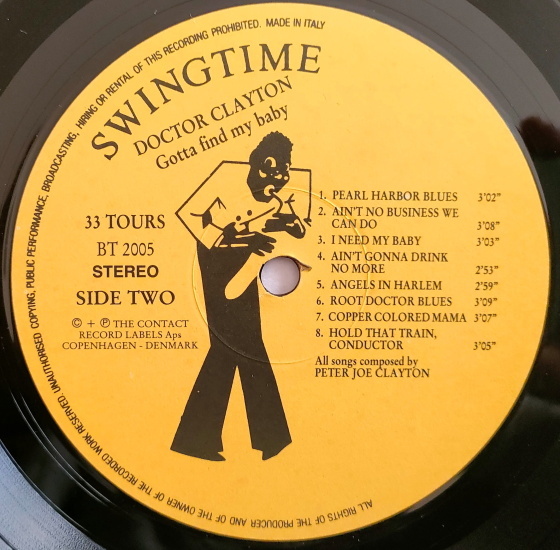 ALL RIGHTS OF THE PRODUCER AND OF THE OWNER OF THE RECORDED WORK RESERVED. UNAUTHORISED COPYING, PUBLIC PERFORMANCE, BROADCASTING, HIRING OR RENTAL OF THIS RECORDING PROHIBITED. MADE IN ITALY
SWINGTIME
DOCTOR CLAYTON
Gotta find my baby
33 TOURS
BT 2005
STEREO
SIDE TWO
© + ℗ THE CONTACT
RECORD LABELS Aps
COPENHAGEN - DENMARK
1. PEARL HARBOR BLUES 3'02"
2. AIN'T NO BUSINESS WE
CAN DO 3'08"
3. I NEED MY BABY 3'03"
4. AIN'T GONNA DRINK
NO MORE 2'53"
5. ANGELS IN HARLEM 2'59"
6. ROOT DOCTOR BLUES 3'09"
7. COPPER COLORED MAMA 3'07"
8. HOLD THAT TRAIN,
CONDUCTOR 3'05"
All songs composed by
PETER JOE CLAYTON